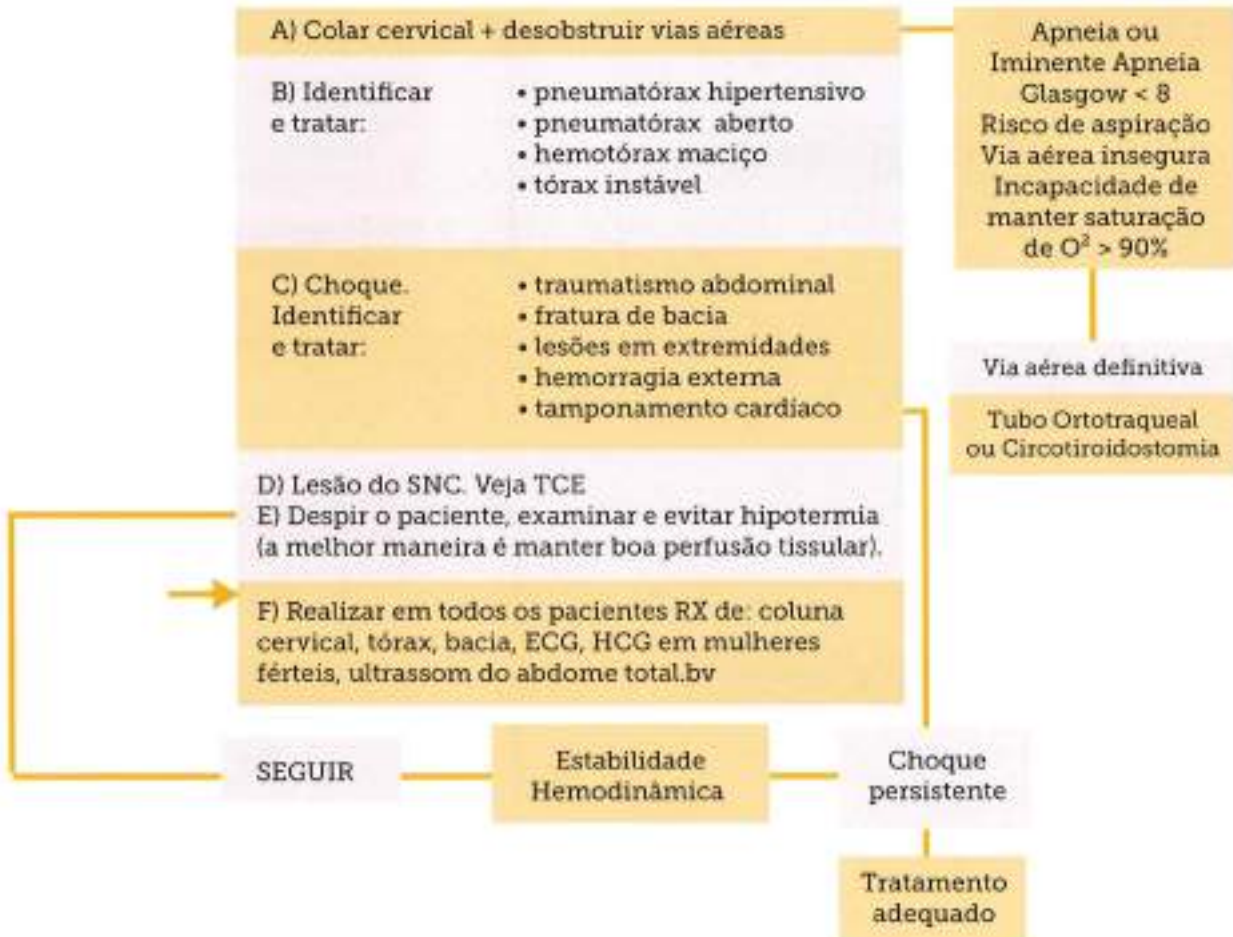 A) Colar cervical + desobstruir vias aéreas
B) Identificar
e tratar:
• pneumatórax hipertensivo
• pneumatórax aberto
• hemotórax maciço
• tórax instável
C) Choque.
Identificar
e tratar:
• traumatismo abdominal
• fratura de bacia
• lesões em extremidades
• hemorragia externa
• tamponamento cardíaco
D) Lesão do SNC. Veja TCE
E) Despir o paciente, examinar e evitar hipotermia
(a melhor maneira é manter boa perfusão tissular).
F) Realizar em todos os pacientes RX de: coluna
cervical, tórax, bacia, ECG, HCG em mulheres
férteis, ultrassom do abdome total.bv
Apneia ou
Iminente Apneia
Glasgow < 8
Risco de aspiração
Via aérea insegura
Incapacidade de
manter saturação
de O² > 90%
Via aérea definitiva
Tubo Ortotraqueal
ou Circotiroidostomia
SEGUIR
Estabilidade
Hemodinâmica
Choque
persistente
Tratamento
adequado